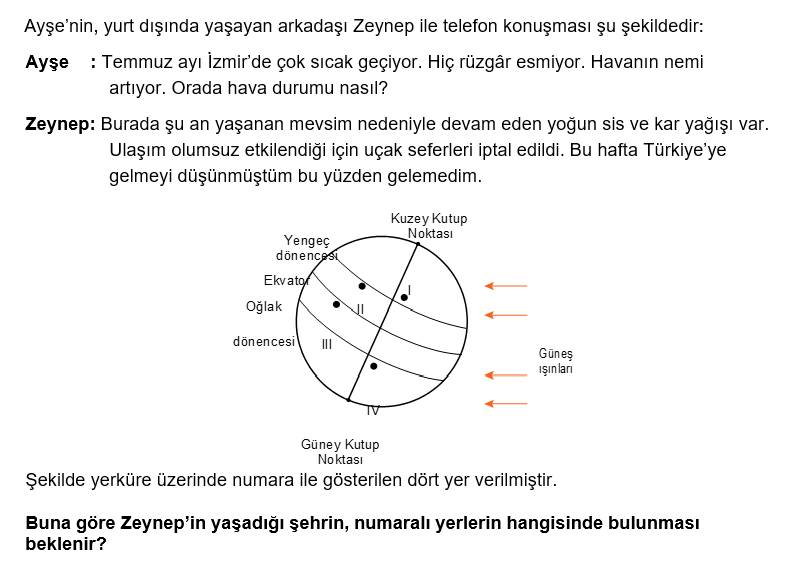 Ayşe’nin, yurt dışında yaşayan arkadaşı Zeynep ile telefon konuşması şu şekildedir:
Ayşe : Temmuz ayı İzmir’de çok sıcak geçiyor. Hiç rüzgâr esmiyor. Havanın nemi
artıyor. Orada hava durumu nasıl?
Zeynep: Burada şu an yaşanan mevsim nedeniyle devam eden yoğun sis ve kar yağışı var.
Ulaşım olumsuz etkilendiği için uçak seferleri iptal edildi. Bu hafta Türkiye’ye
gelmeyi düşünmüştüm bu yüzden gelemedim.
Kuzey Kutup
Noktası
Yengeç
dönencesi
Ekvator
I
Oğlak
II
dönencesi
III
Güneş
ışınları
IV
Güney Kutup
Noktası
Şekilde yerküre üzerinde numara ile gösterilen dört yer verilmiştir.
Buna göre Zeynep’in yaşadığı şehrin, numaralı yerlerin hangisinde bulunması
beklenir?